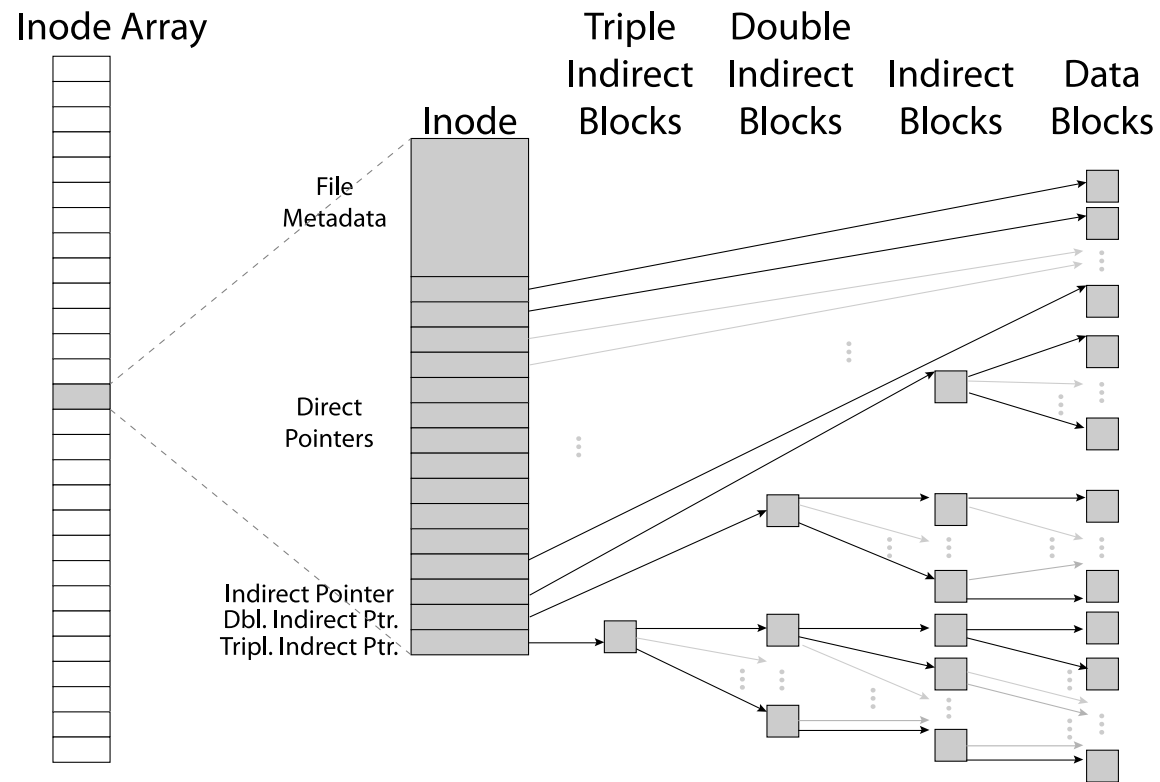 Inode Array
Triple
Indirect
Blocks
Double
Indirect
Blocks
Indirect
Blocks
Data
Blocks
Inode
File
Metadata
Direct
Pointers
Indirect Pointer
Dbl. Indirect Ptr.
Tripl. Indirect Ptr.